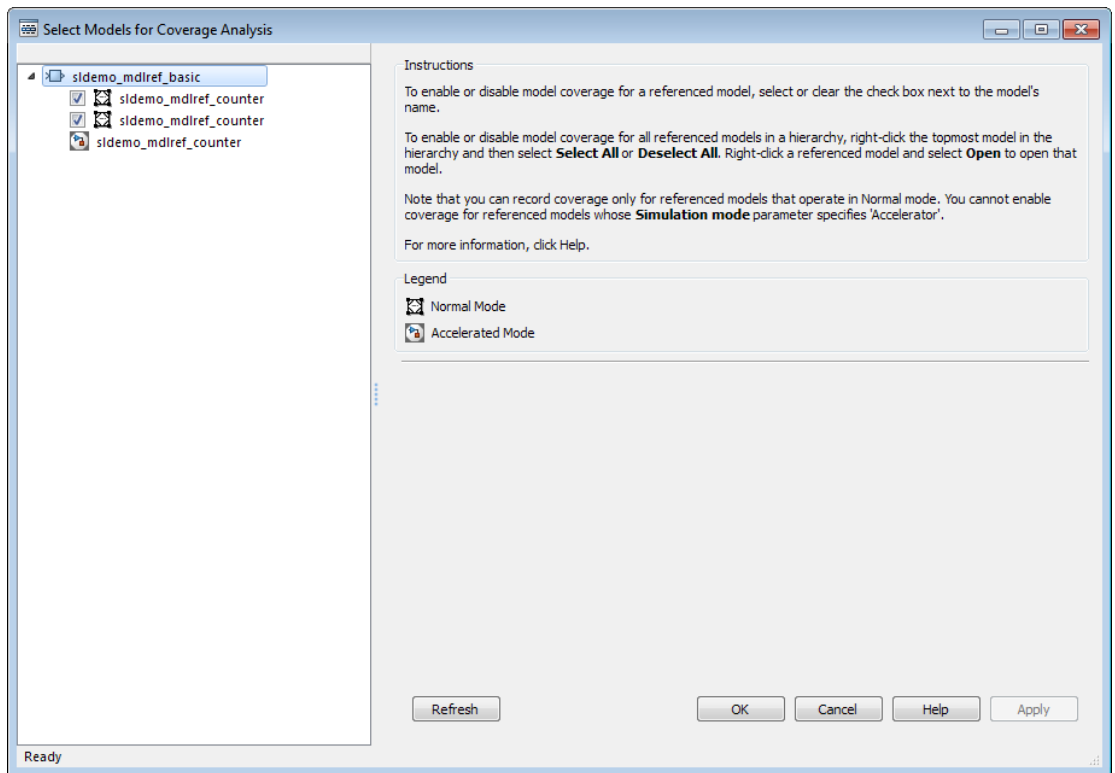 Select Models for Coverage Analysis
sldemo_mdlref_basic
sldemo_mdlref_counter
sldemo_mdlref_counter
sldemo_mdlref_counter
Instructions
To enable or disable model coverage for a referenced model, select or clear the check box next to the model's
name.
To enable or disable model coverage for all referenced models in a hierarchy, right-click the topmost model in the
hierarchy and then select Select All or Deselect All. Right-click a referenced model and select Open to open that
model.
Note that you can record coverage only for referenced models that operate in Normal mode. You cannot enable
coverage for referenced models whose Simulation mode parameter specifies 'Accelerator'.
For more information, click Help.
Legend
Normal Mode
Accelerated Mode
Refresh OK Cancel Help Apply
Ready